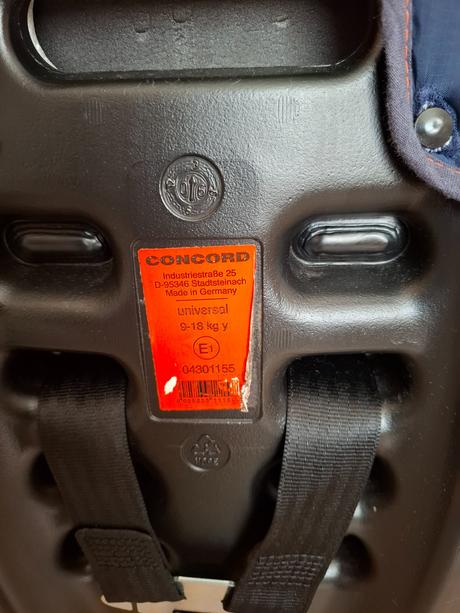 CONCORD
Industriestraße 25
D-95346 Stadtsteinach
Made in Germany
universal
9-18 kg y
E1
04301155